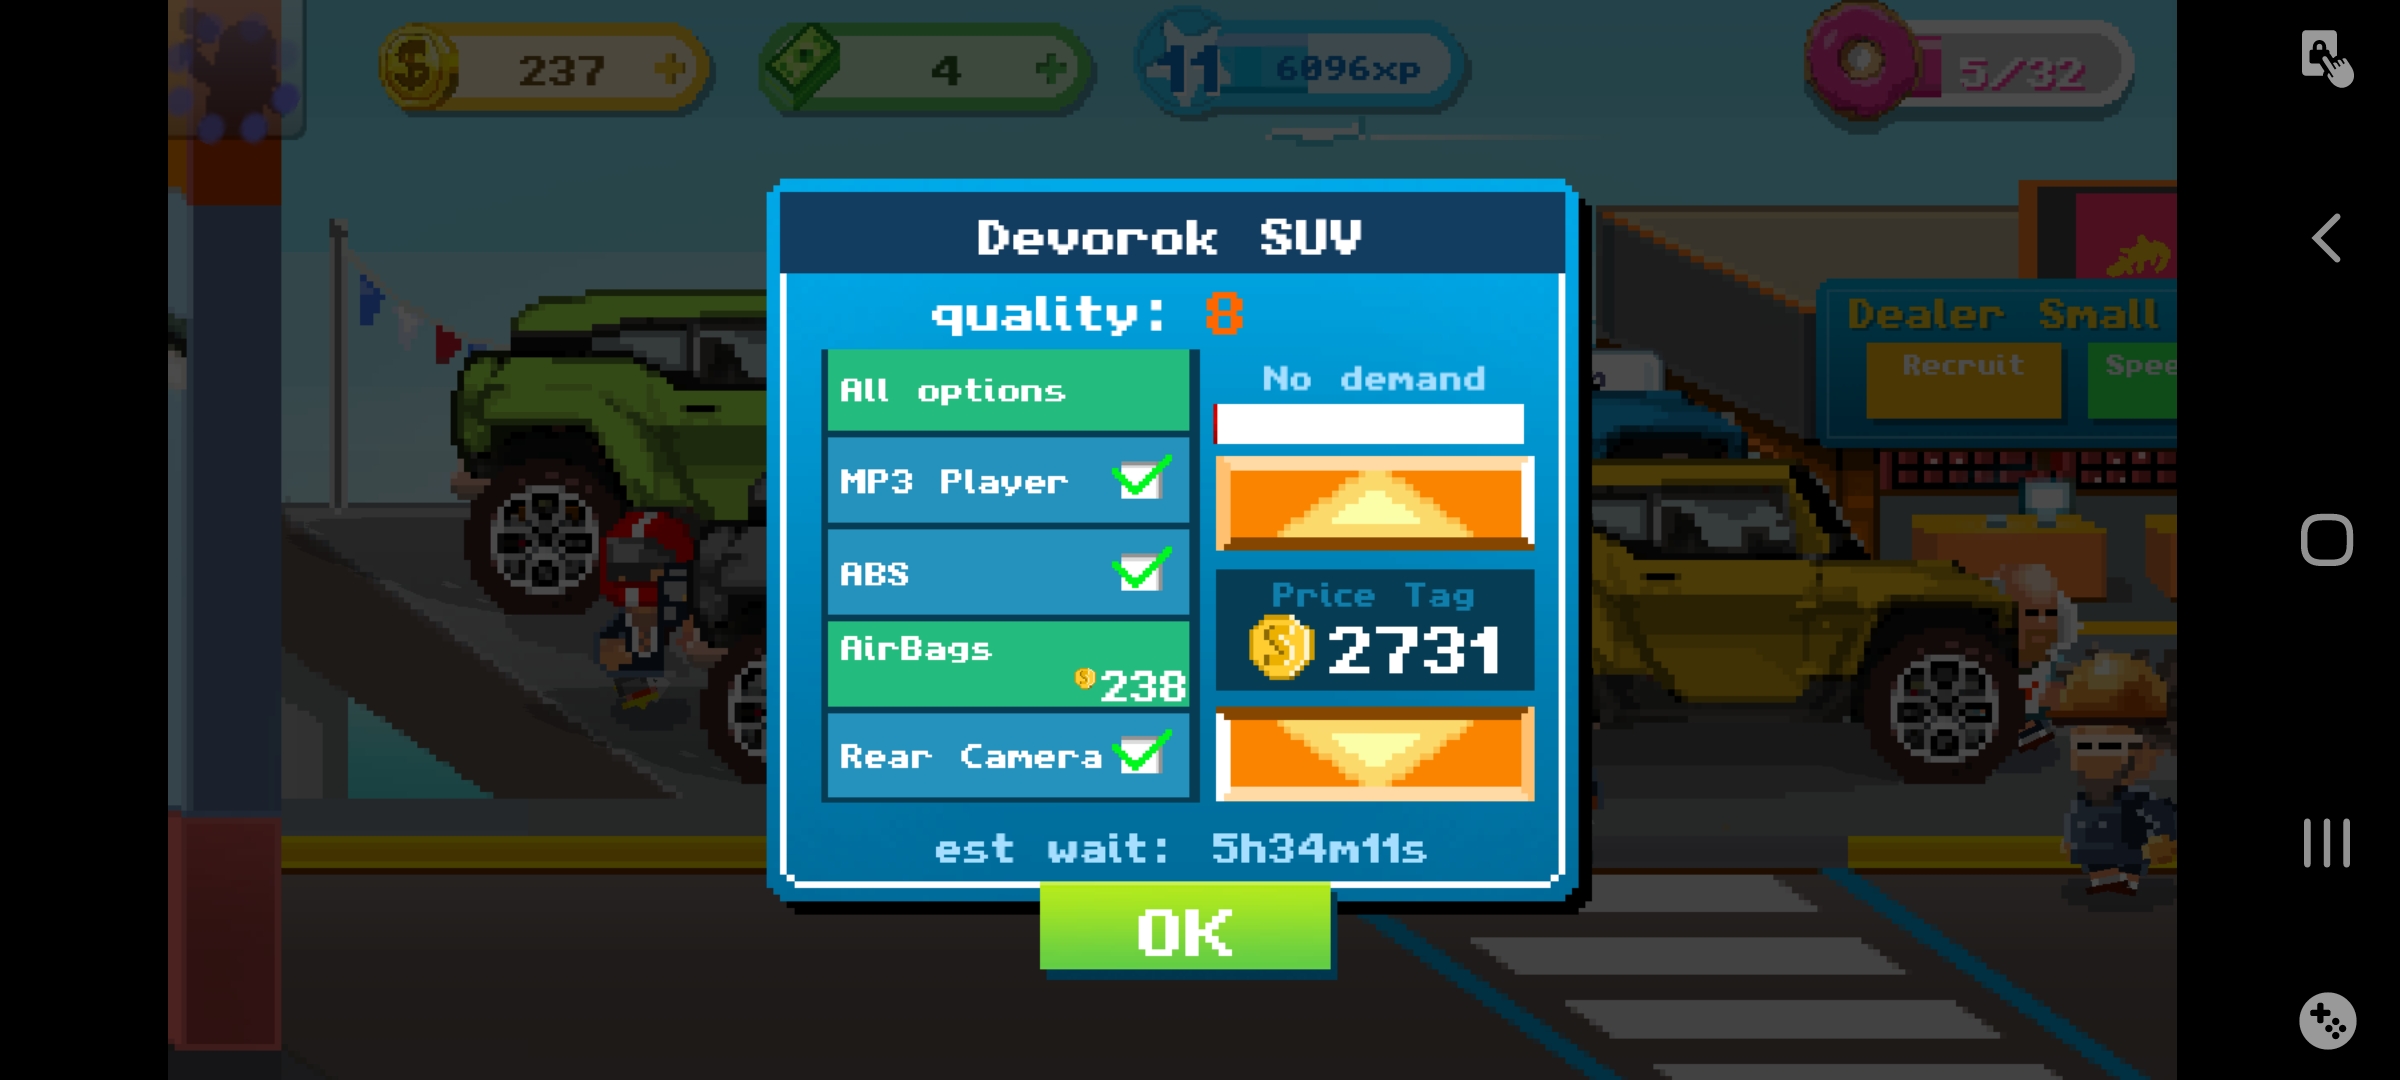 237
4
11
6096xp
5/32
Devorok SUV
quality: 8
All options
No demand
MP3 Player
ABS
AirBags
238
Rear Camera
Price Tag
2731
est wait: 5h34m11s
OK
Dealer Small
Recruit